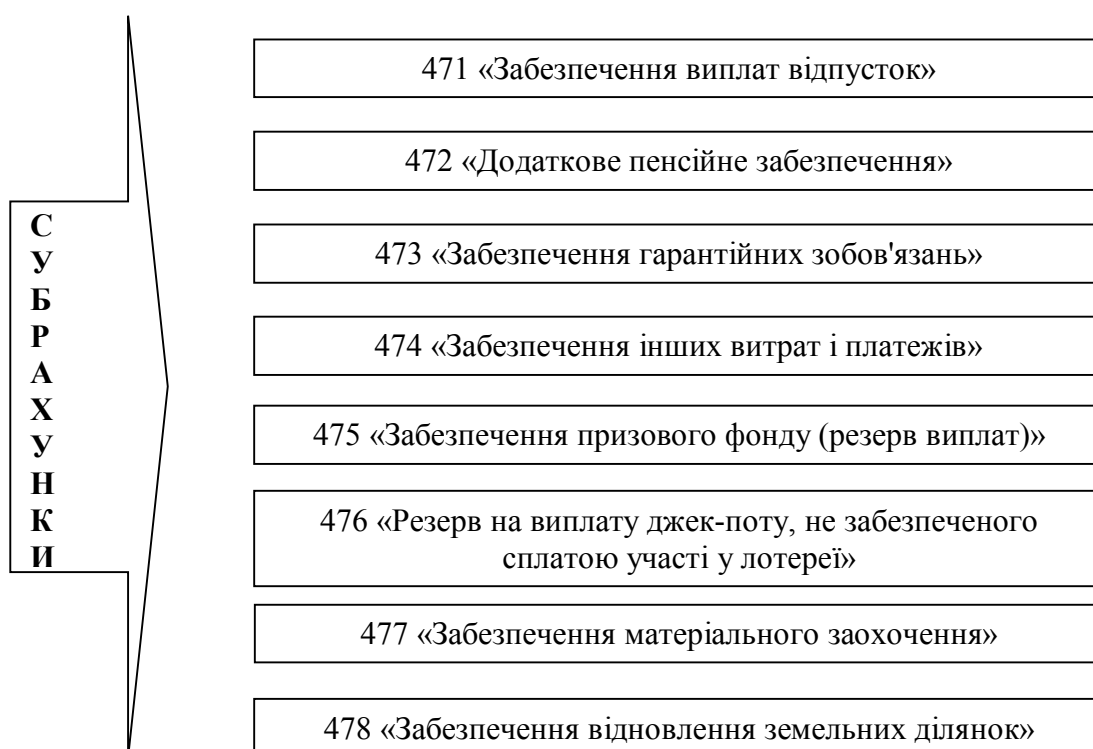 СУБРАХУНКИ
471 «Забезпечення виплат відпусток»
472 «Додаткове пенсійне забезпечення»
473 «Забезпечення гарантійних зобов'язань»
474 «Забезпечення інших витрат і платежів»
475 «Забезпечення призового фонду (резерв виплат)»
476 «Резерв на виплату джек-поту, не забезпеченого
сплатою участі у лотереї»
477 «Забезпечення матеріального заохочення»
478 «Забезпечення відновлення земельних ділянок»